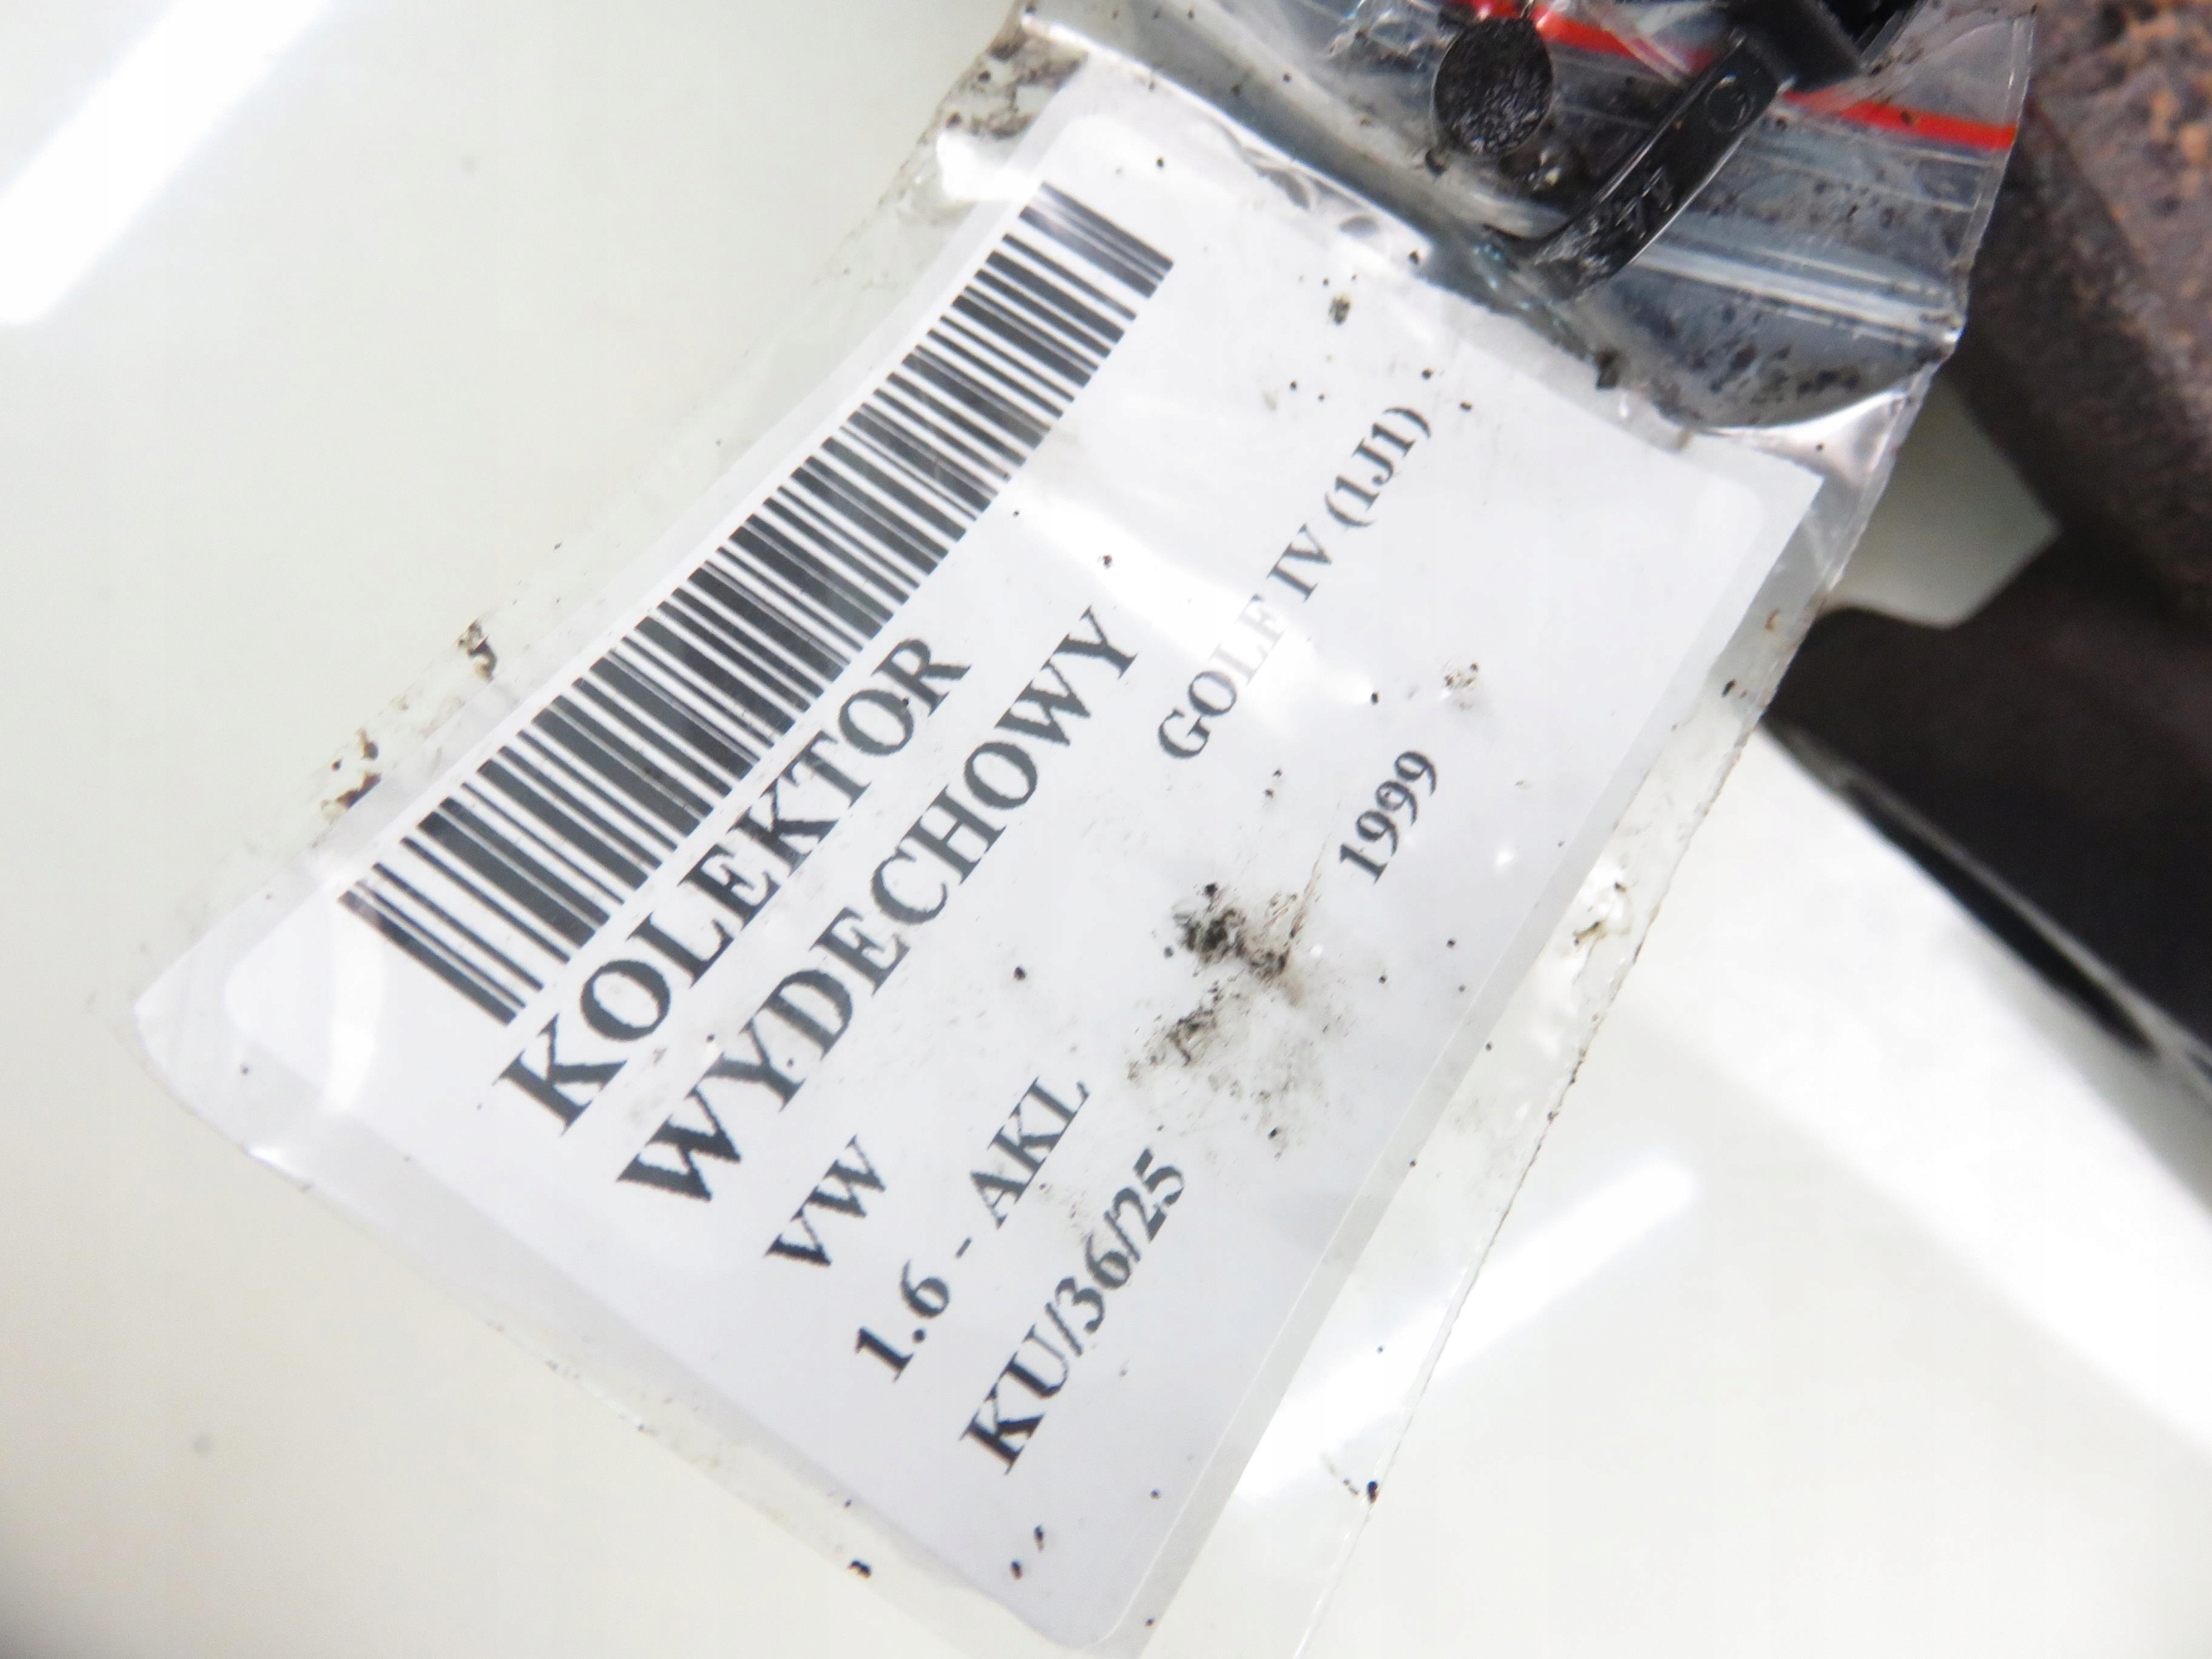 KOLEKTOR
WYDECHOWY
VW GOLF IV (1J1)
1.6 - AKL 1999
KU/36/25